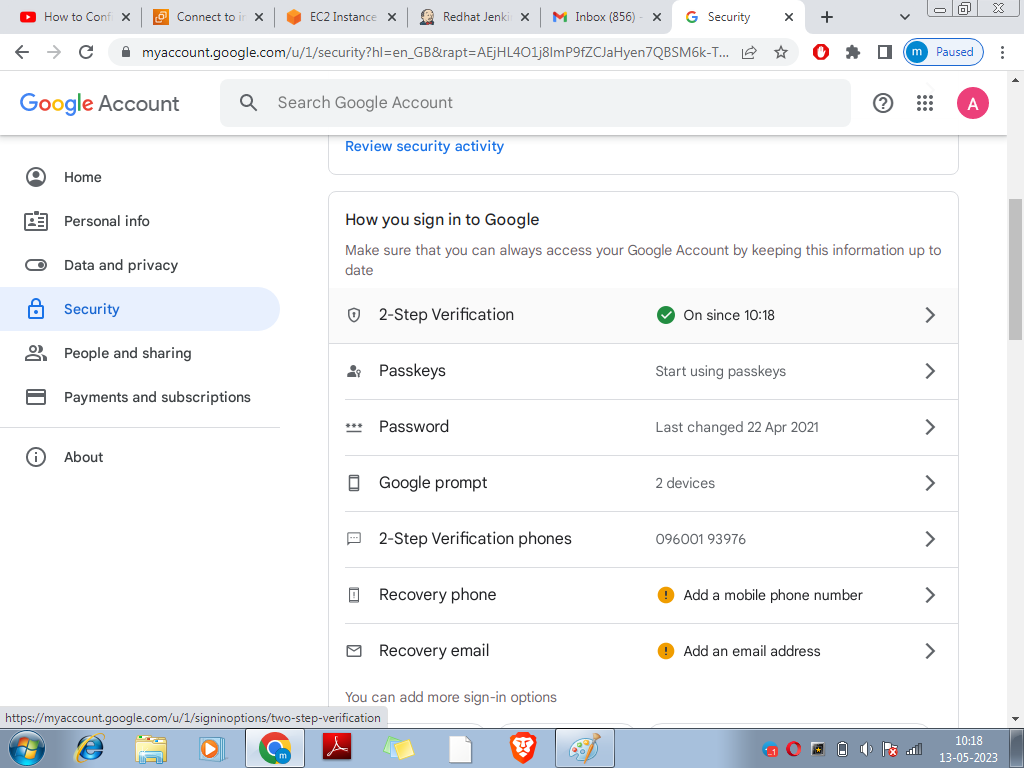 How to Confi
Connect to in
EC2 Instance
Redhat Jenki
Inbox (856) -
Security
myaccount.google.com/u/1/security?hl=en_GB&rapt=AEjHL4O1j8ImP9fZCJaHyen7QBSM6k-T...
m Paused
Google Account
Search Google Account
A
Review security activity
Home
Personal info
Data and privacy
Security
People and sharing
Payments and subscriptions
About
How you sign in to Google
Make sure that you can always access your Google Account by keeping this information up to
date
2-Step Verification On since 10:18
Passkeys Start using passkeys
Password Last changed 22 Apr 2021
Google prompt 2 devices
2-Step Verification phones 096001 93976
Recovery phone Add a mobile phone number
Recovery email Add an email address
You can add more sign-in options
https://myaccount.google.com/u/1/signinoptions/two-step-verification
10:18
13-05-2023